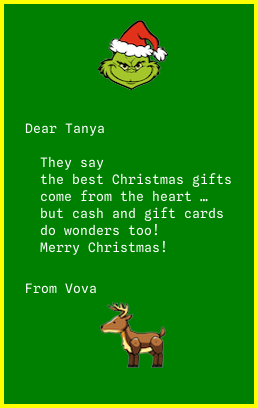 Dear Tanya
They say
the best Christmas gifts
come from the heart …
but cash and gift cards
do wonders too!
Merry Christmas!
From Vova